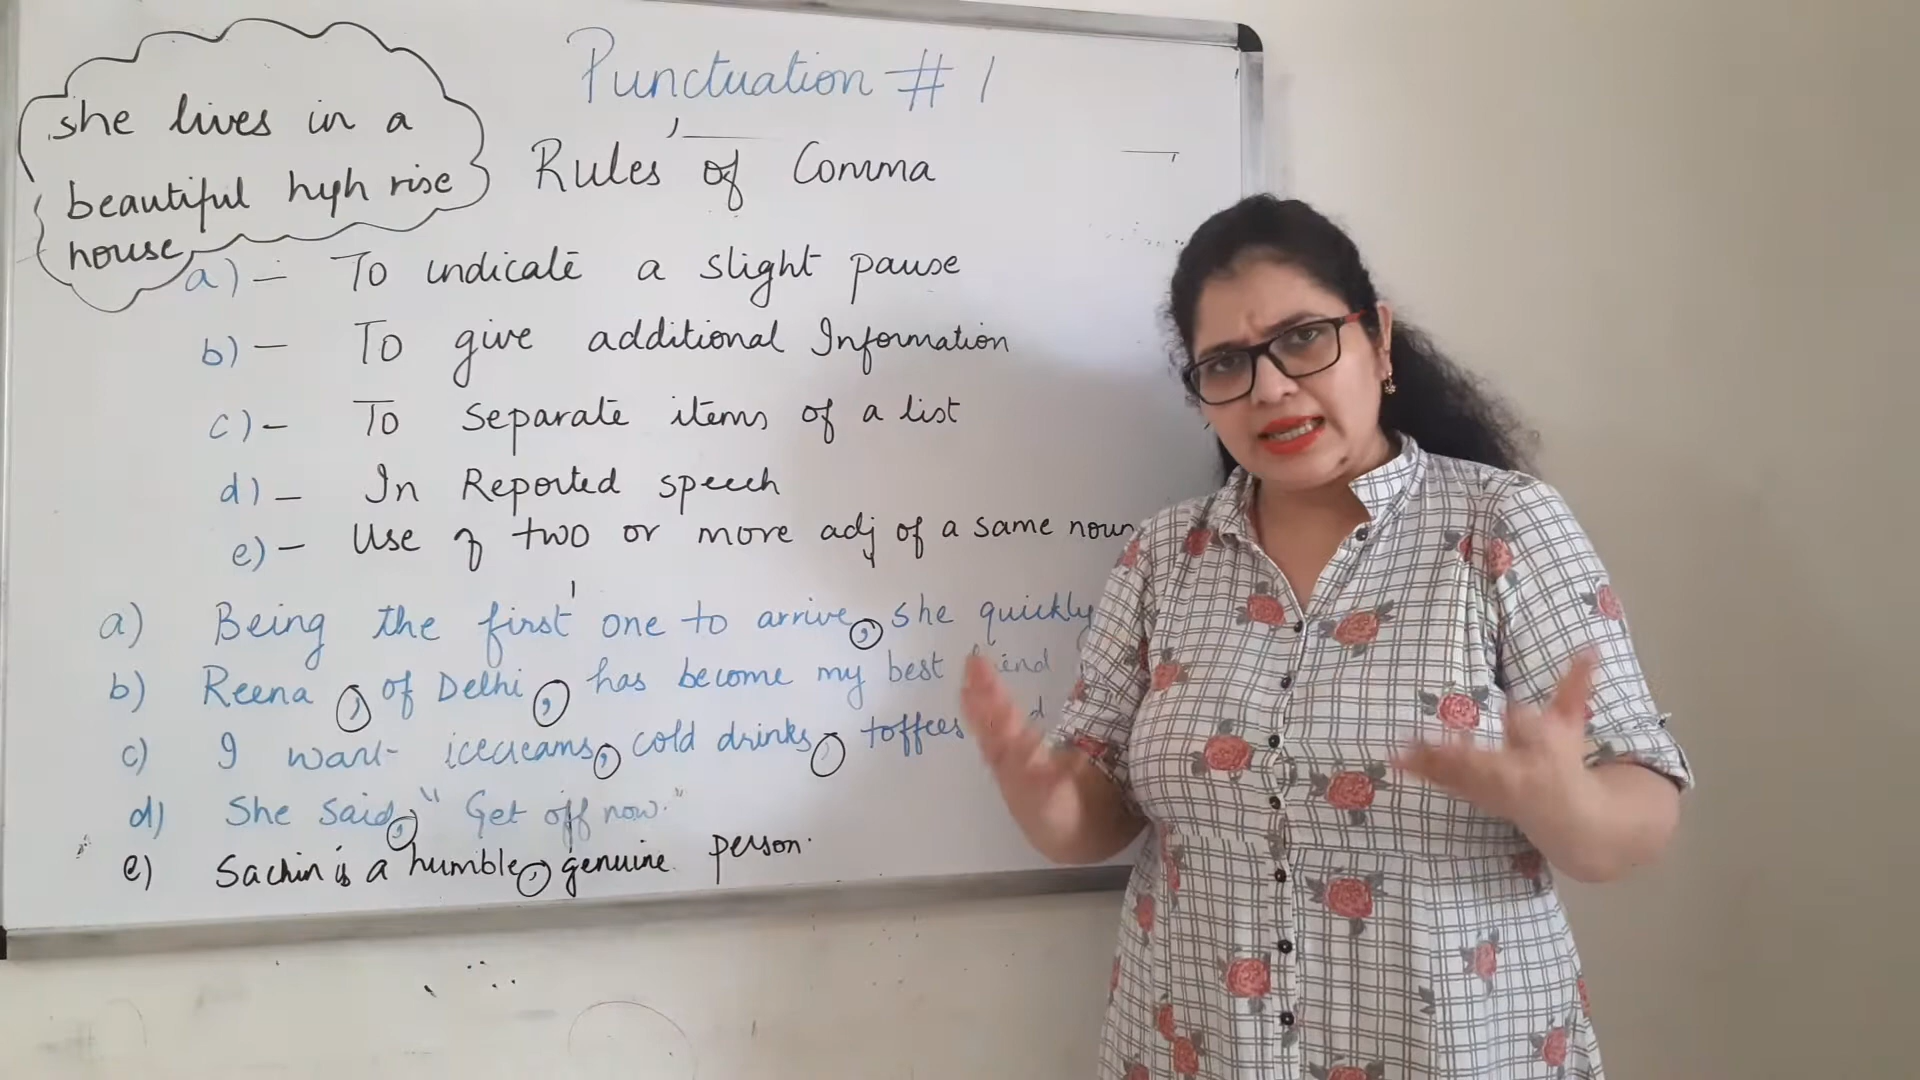 she lives in a
beautiful high rise
house
Punctuation # 1
Rules of Comma
a) - To indicate a slight pause
b) - To give additional Information
c) - To separate items of a list
d) - In Reported speech
e) - Use of two or more adj of a same noun
a) Being the first one to arrive, she quickly
b) Reena, of Delhi, has become my best
c) I want icecreams, cold drinks, toffees
d) She said, "Get off now."
e) Sachin is a humble, genuine person.